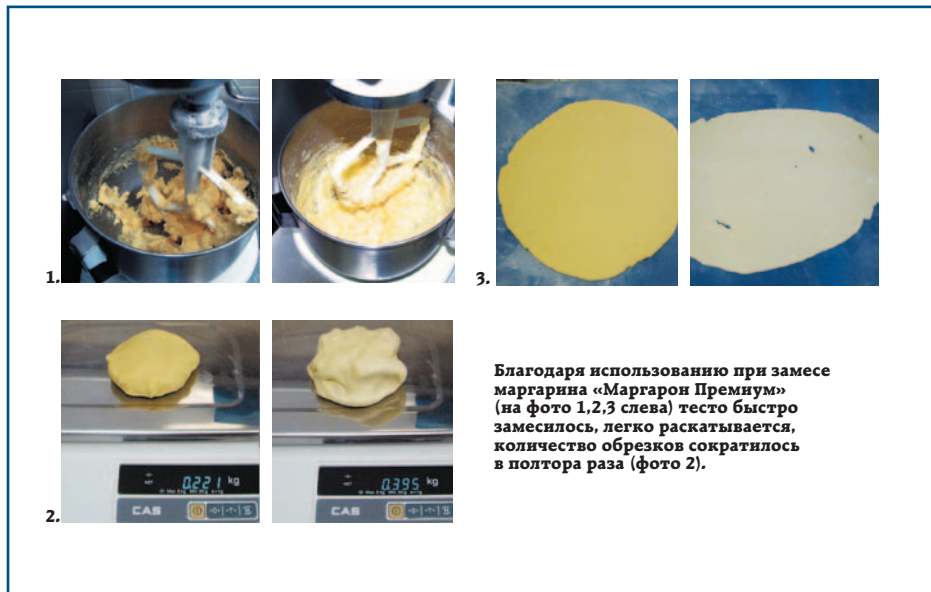 1.
3.
Благодаря использованию при замесе
маргарина «Маргарон Премиум»
(на фото 1,2,3 слева) тесто быстро
замесилось, легко раскатывается,
количество обрезков сократилось
в полтора раза (фото 2).
0.221 kg
0.395 kg
CAS
CAS
2.